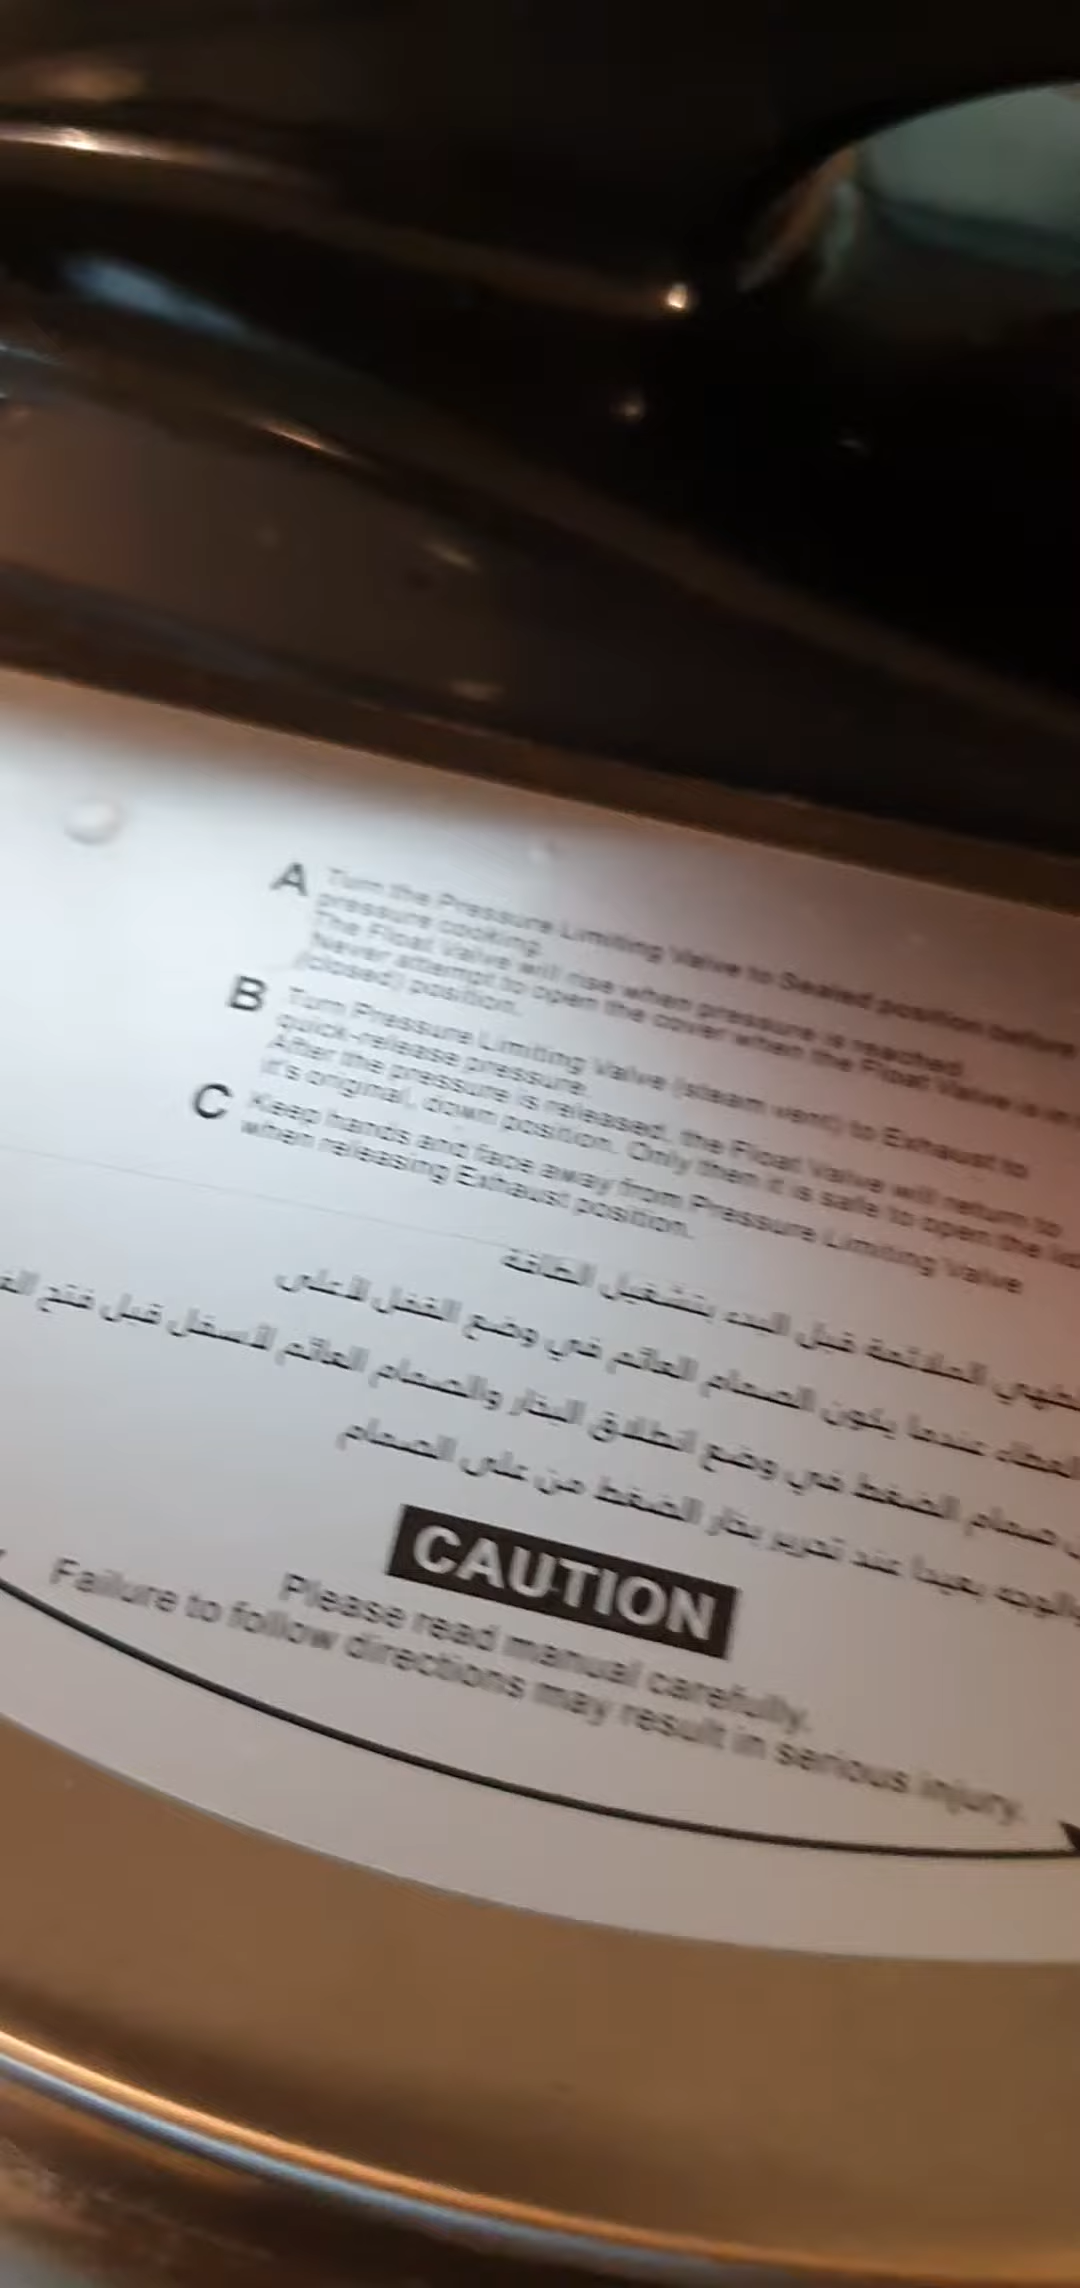 A Turn the Pressure Limiting Valve to Sealed position before
pressure cooking.
The Float Valve will rise when pressure is reached.
Never attempt to open the cover when the Float Valve is in
(closed) position.
B Turn Pressure Limiting Valve (steam vent) to Exhaust to
quick-release pressure.
After the pressure is released, the Float Valve will return to
it's original, down position. Only then it is safe to open the lid
C Keep hands and face away from Pressure Limiting Valve
when releasing Exhaust position.
الملائمة قبل البدء بتشغيل الطاقة
عندما يكون الصمام العائم في وضع القفل لأعلى
صمام الضغط في وضع انطلاق البخار والصمام العائم لأسفل قبل فتح
والوجه بعيدا عند تحرير بخار الضغط من على الصمام
CAUTION
Please read manual carefully.
Failure to follow directions may result in serious injury.